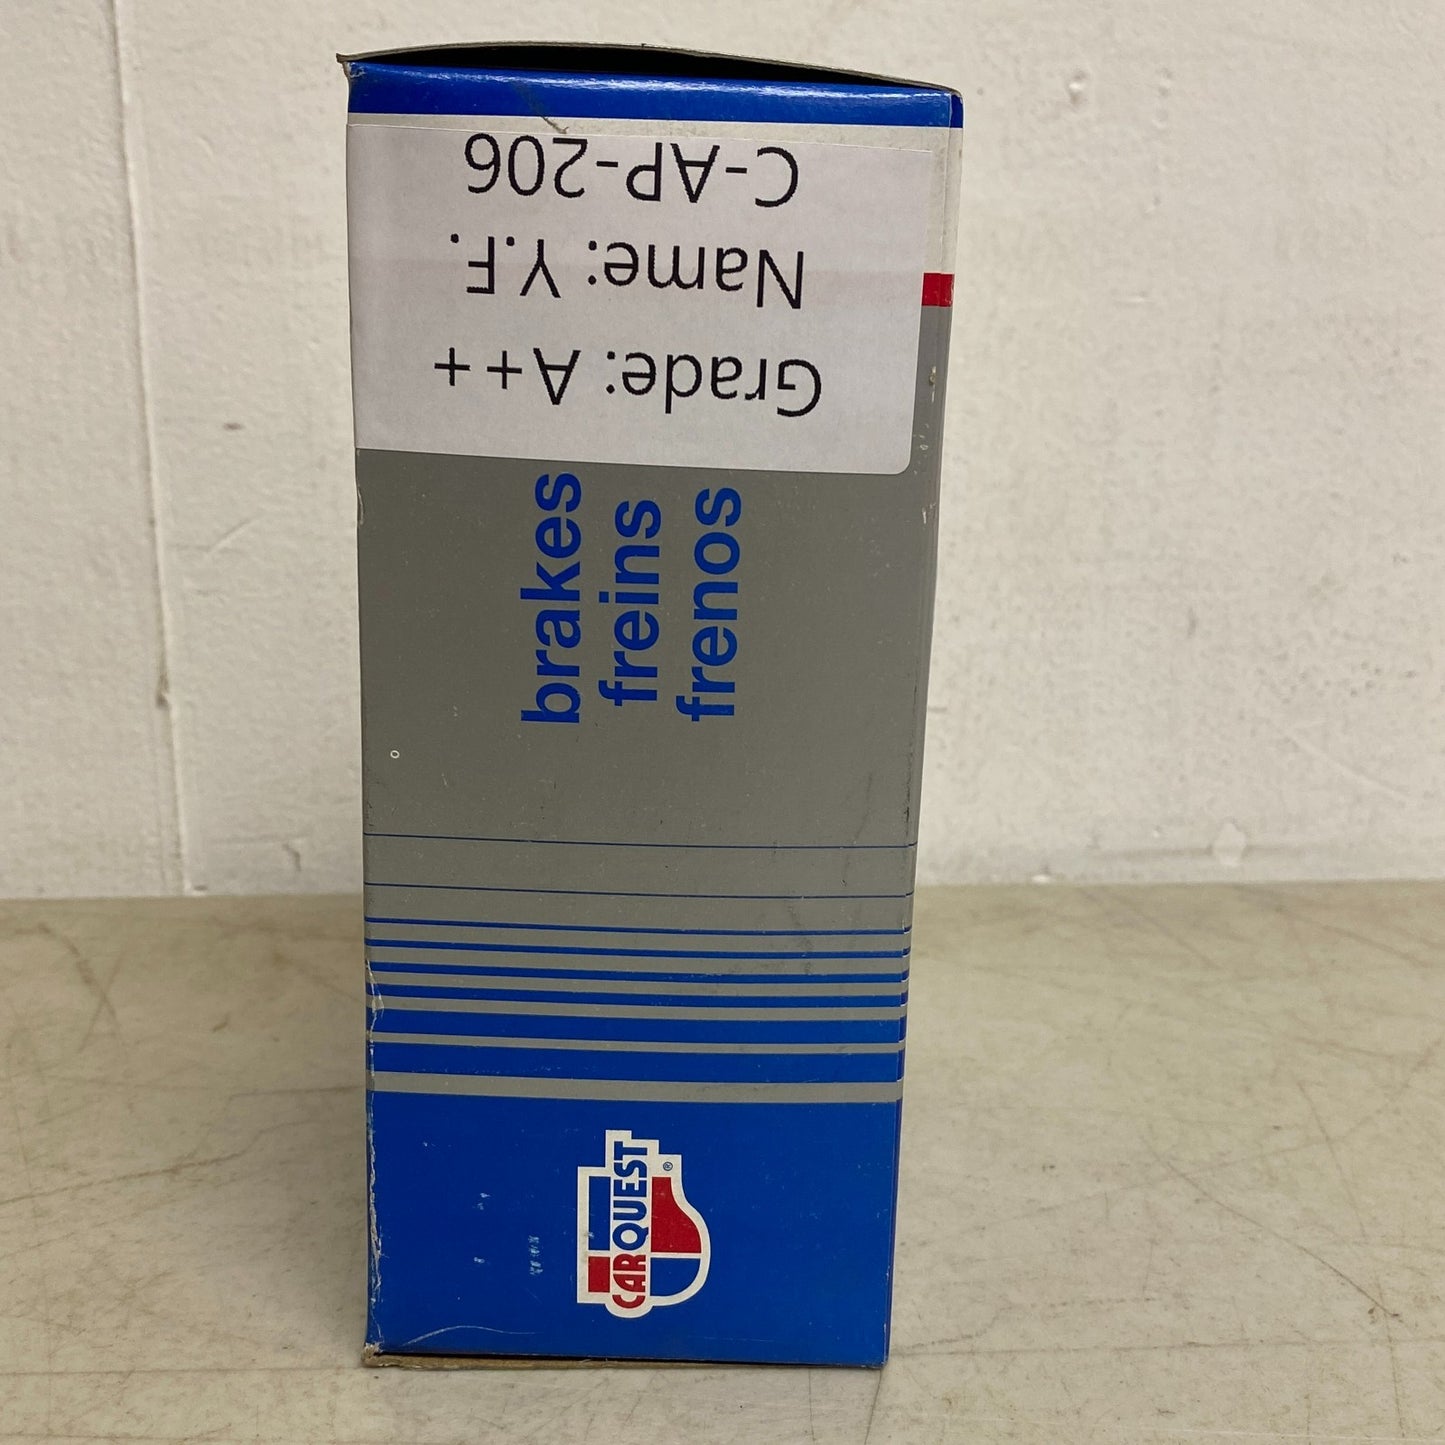 Grade: A++
Name: Y.F.
C-AP-206
brakes
freins
frenos
CARQUEST
®